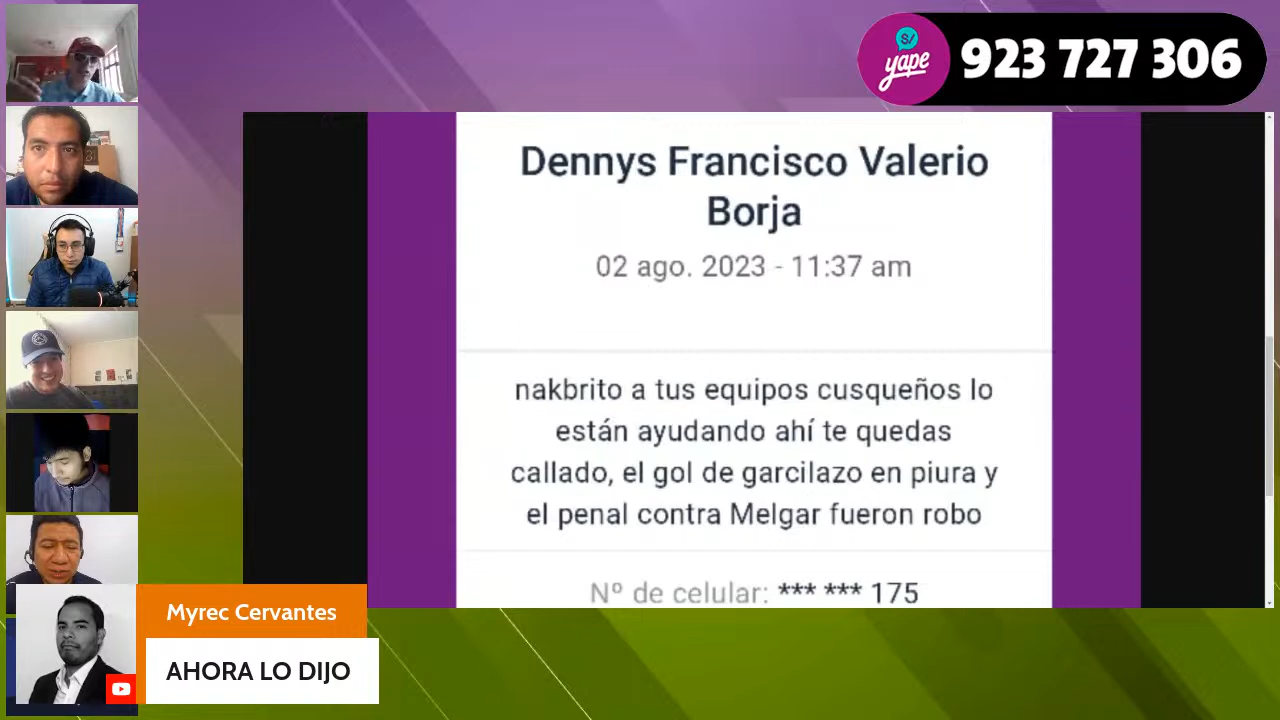 S/
yape
923 727 306
Dennys Francisco Valerio
Borja
02 ago. 2023 - 11:37 am
nakbrito a tus equipos cusqueños lo
están ayudando ahí te quedas
callado, el gol de garcilazo en piura y
el penal contra Melgar fueron robo
Nº de celular: *** *** 175
Myrec Cervantes
AHORA LO DIJO